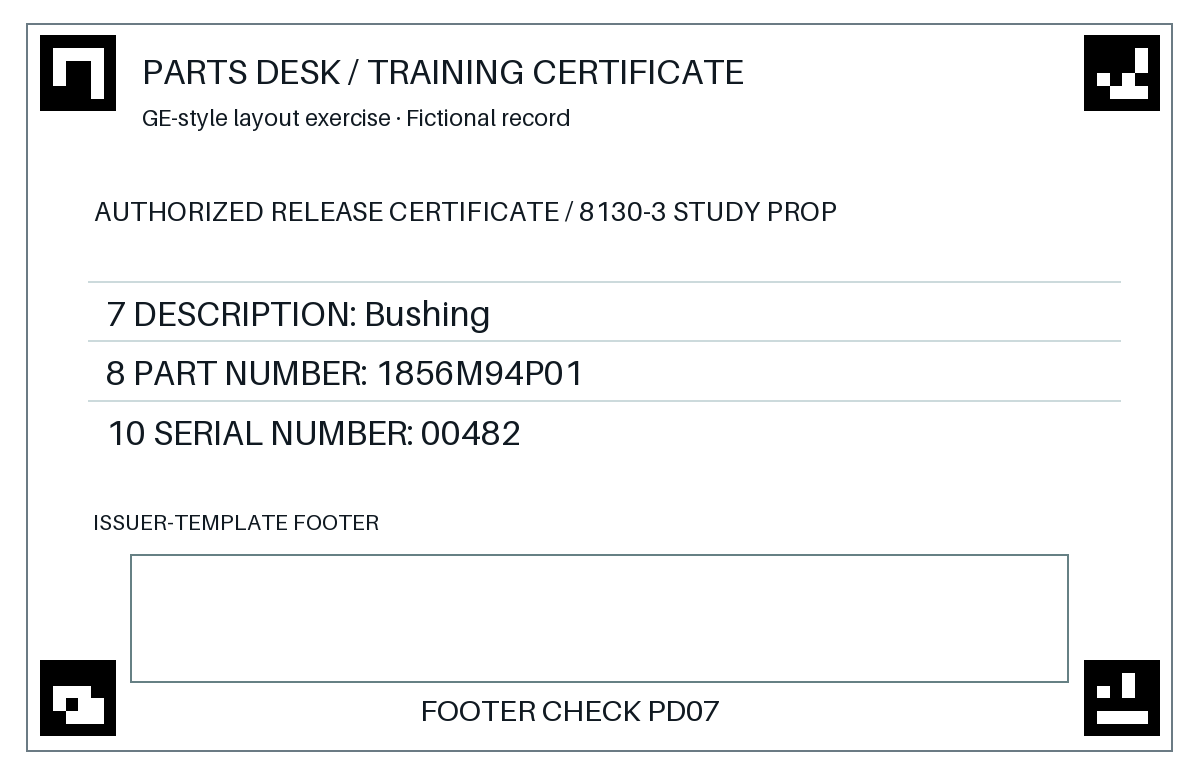 PARTS DESK / TRAINING CERTIFICATE
GE-style layout exercise · Fictional record
AUTHORIZED RELEASE CERTIFICATE / 8130-3 STUDY PROP
7 DESCRIPTION: Bushing
8 PART NUMBER: 1856M94P01
10 SERIAL NUMBER: 00482
ISSUER-TEMPLATE FOOTER
FOOTER CHECK PD07